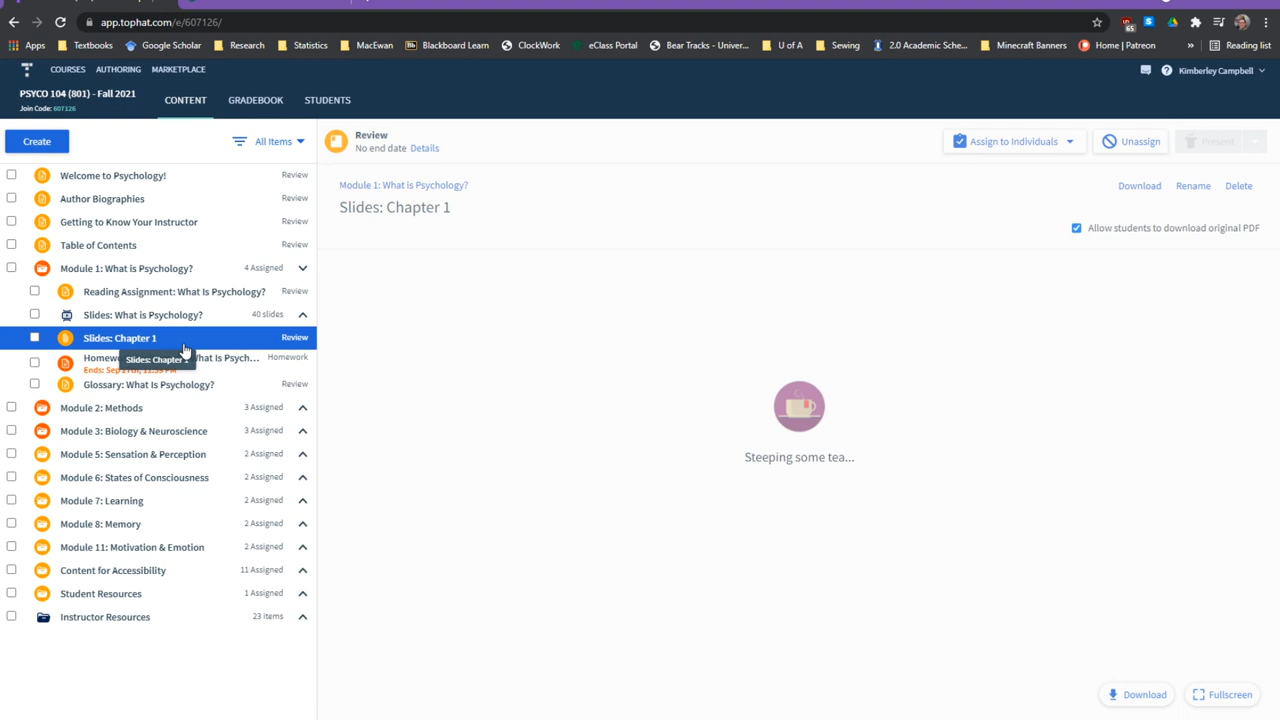 app.tophat.com/e/607126/
65
Apps Textbooks Google Scholar Research Statistics MacEwan Bb Blackboard Learn ClockWork eClass Portal Bear Tracks - Univer... U of A Sewing 2.0 Academic Sche... Minecraft Banners Home | Patreon » Reading list
COURSES AUTHORING MARKETPLACE Kimberley Campbell
PSYCO 104 (801) - Fall 2021
Join Code: 607126
CONTENT GRADEBOOK STUDENTS
Create All Items
Review
No end date Details
Assign to Individuals Unassign Present
Welcome to Psychology! Review
Author Biographies Review
Getting to Know Your Instructor Review
Table of Contents Review
Module 1: What is Psychology? 4 Assigned
Reading Assignment: What Is Psychology? Review
Slides: What is Psychology? 40 slides
Slides: Chapter 1 Review
Slides: Chapter 1
Homew hat Is Psych... Homework
Glossary: What Is Psychology? Review
Module 2: Methods 3 Assigned
Module 3: Biology & Neuroscience 3 Assigned
Module 5: Sensation & Perception 2 Assigned
Module 6: States of Consciousness 2 Assigned
Module 7: Learning 2 Assigned
Module 8: Memory 2 Assigned
Module 11: Motivation & Emotion 2 Assigned
Content for Accessibility 11 Assigned
Student Resources 1 Assigned
Instructor Resources 23 items
Module 1: What is Psychology?
Slides: Chapter 1
Download Rename Delete
Allow students to download original PDF
Steeping some tea...
Download Fullscreen